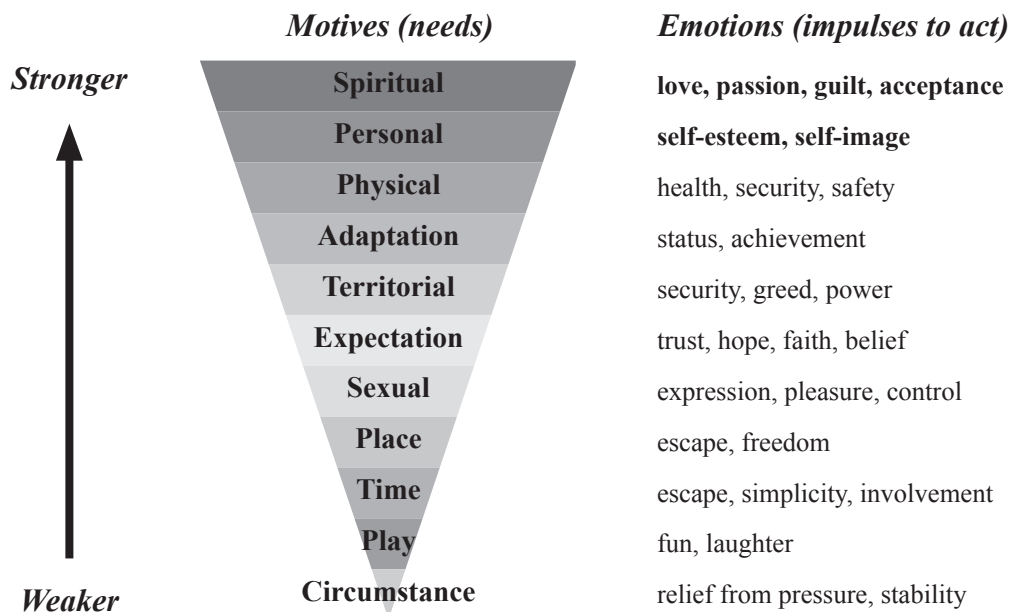 Motives (needs) Emotions (impulses to act)
Stronger
Spiritual love, passion, guilt, acceptance
Personal self-esteem, self-image
Physical health, security, safety
Adaptation status, achievement
Territorial security, greed, power
Expectation trust, hope, faith, belief
Sexual expression, pleasure, control
Place escape, freedom
Time escape, simplicity, involvement
Play fun, laughter
Circumstance relief from pressure, stability
Weaker